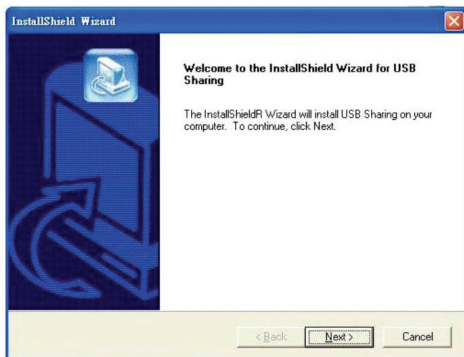 InstallShield Wizard
Welcome to the InstallShield Wizard for USB
Sharing
The InstallShieldR Wizard will install USB Sharing on your
computer. To continue, click Next.
< Back
Next >
Cancel